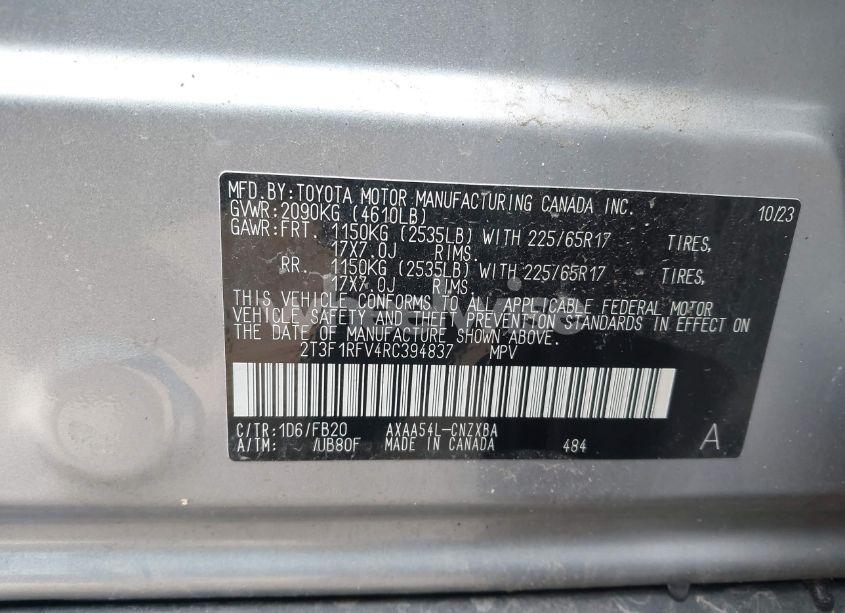 MFD.BY:TOYOTA MOTOR MANUFACTURING CANADA INC. 10/23
GVWR:2090KG (4610LB)
GAWR:FRT. 1150KG (2535LB) WITH 225/65R17 TIRES,
17X7.0J RIMS.
RR. 1150KG (2535LB) WITH 225/65R17 TIRES,
17X7.0J RIMS.
THIS VEHICLE CONFORMS TO ALL APPLICABLE FEDERAL MOTOR
VEHICLE SAFETY AND THEFT PREVENTION STANDARDS IN EFFECT ON
THE DATE OF MANUFACTURE SHOWN ABOVE.
2T3F1RFV4RC394837 MPV
C/TR:1D6/FB20 AXAA54L-CNZXBA
A/TM: /UB80F MADE IN CANADA 484 A